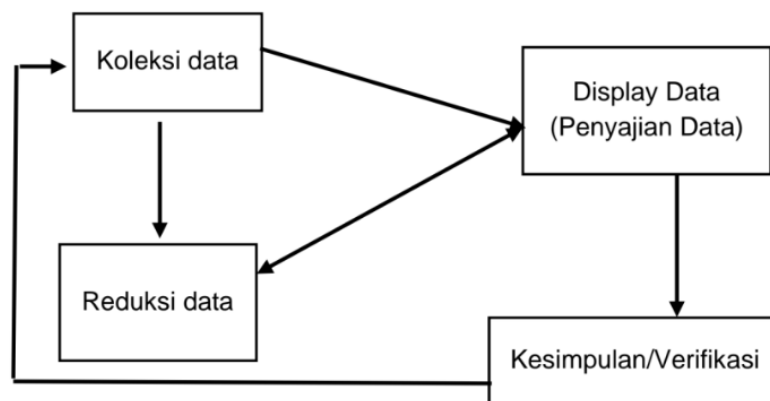 Koleksi data
Display Data
(Penyajian Data)
Reduksi data
Kesimpulan/Verifikasi